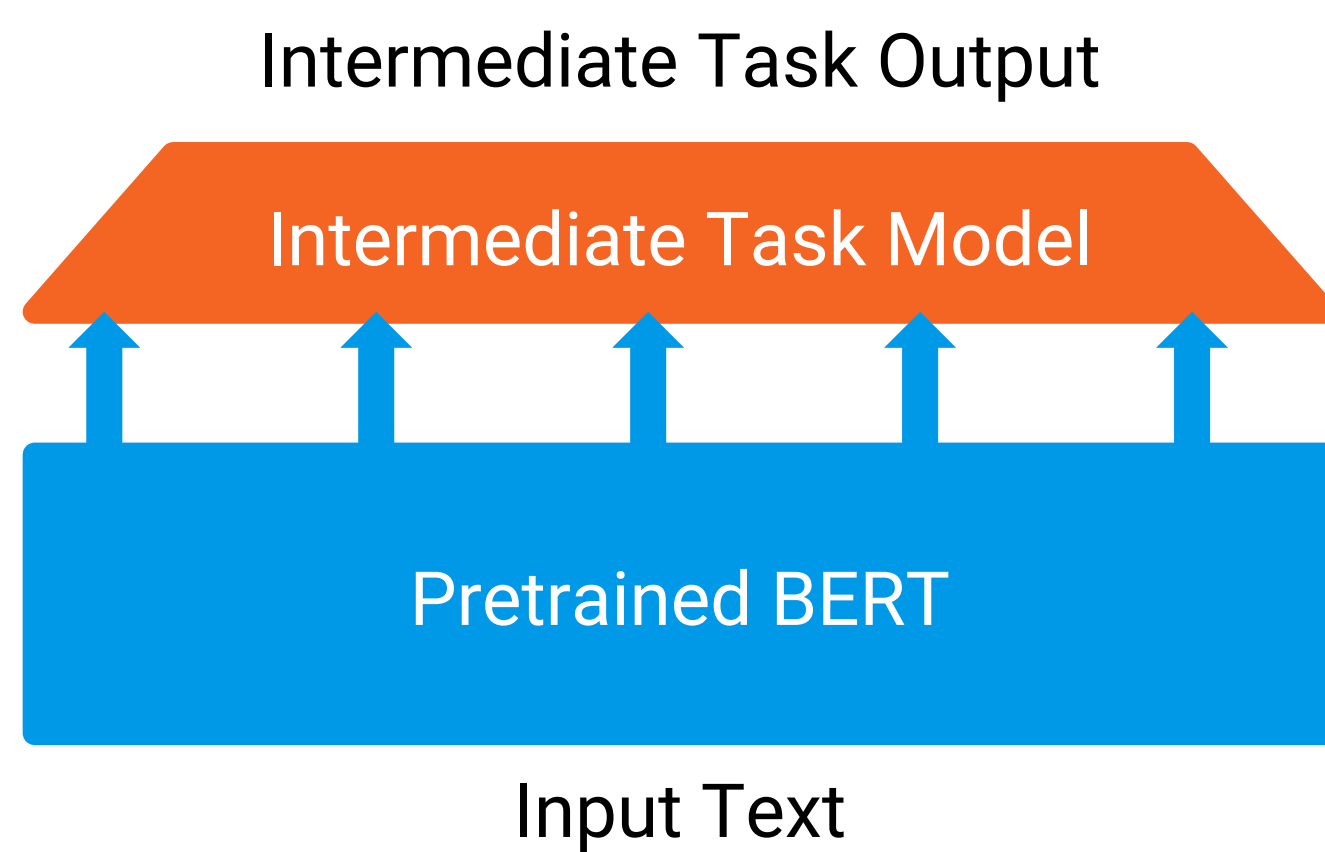 Intermediate Task Output
Intermediate Task Model
Pretrained BERT
Input Text